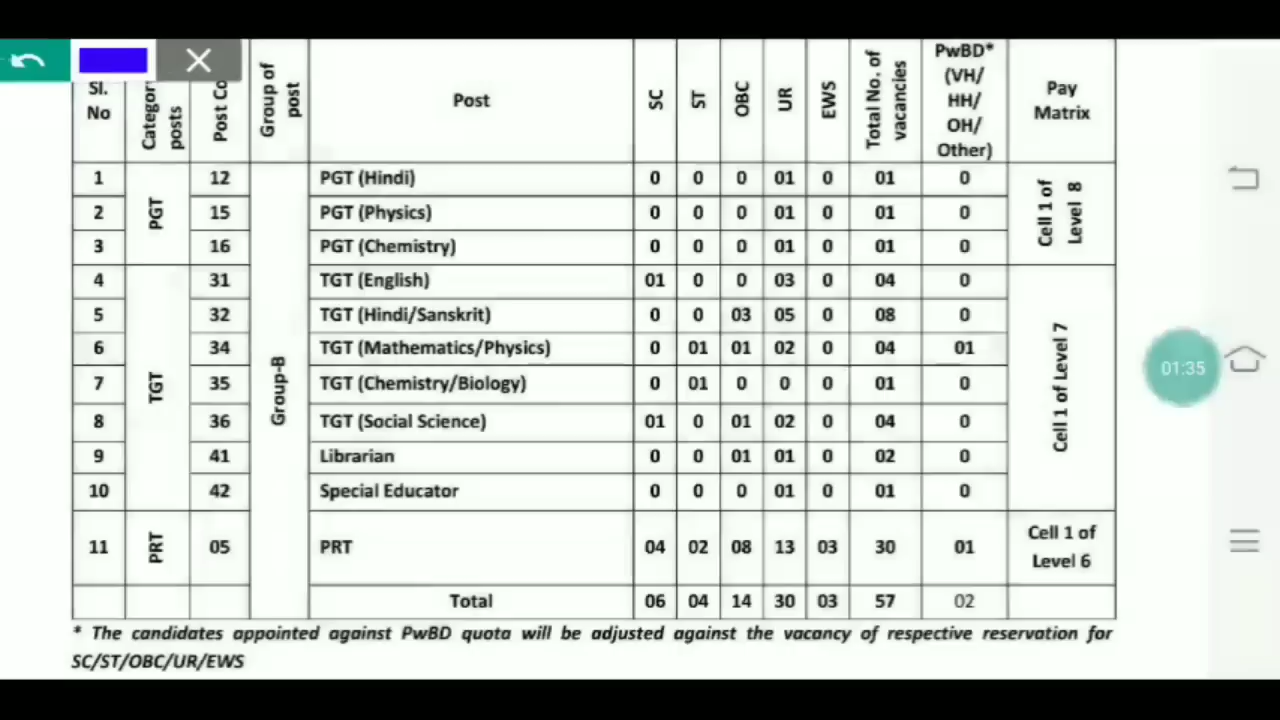 Sl. No Category posts Post Co Group of post Post SC ST OBC UR EWS Total No. of vacancies PwBD* (VH/ HH/ OH/ Other) Pay Matrix
1 PGT 12 Group-B PGT (Hindi) 0 0 0 01 0 01 0 Cell 1 of Level 8
2 15 PGT (Physics) 0 0 0 01 0 01 0
3 16 PGT (Chemistry) 0 0 0 01 0 01 0
4 TGT 31 TGT (English) 01 0 0 03 0 04 0 Cell 1 of Level 7
5 32 TGT (Hindi/Sanskrit) 0 0 03 05 0 08 0
6 34 TGT (Mathematics/Physics) 0 01 01 02 0 04 01
7 35 TGT (Chemistry/Biology) 0 01 0 0 0 01 0
8 36 TGT (Social Science) 01 0 01 02 0 04 0
9 41 Librarian 0 0 01 01 0 02 0
10 42 Special Educator 0 0 0 01 0 01 0
11 PRT 05 PRT 04 02 08 13 03 30 01 Cell 1 of Level 6
Total 06 04 14 30 03 57 02
* The candidates appointed against PwBD quota will be adjusted against the vacancy of respective reservation for
SC/ST/OBC/UR/EWS
01:35